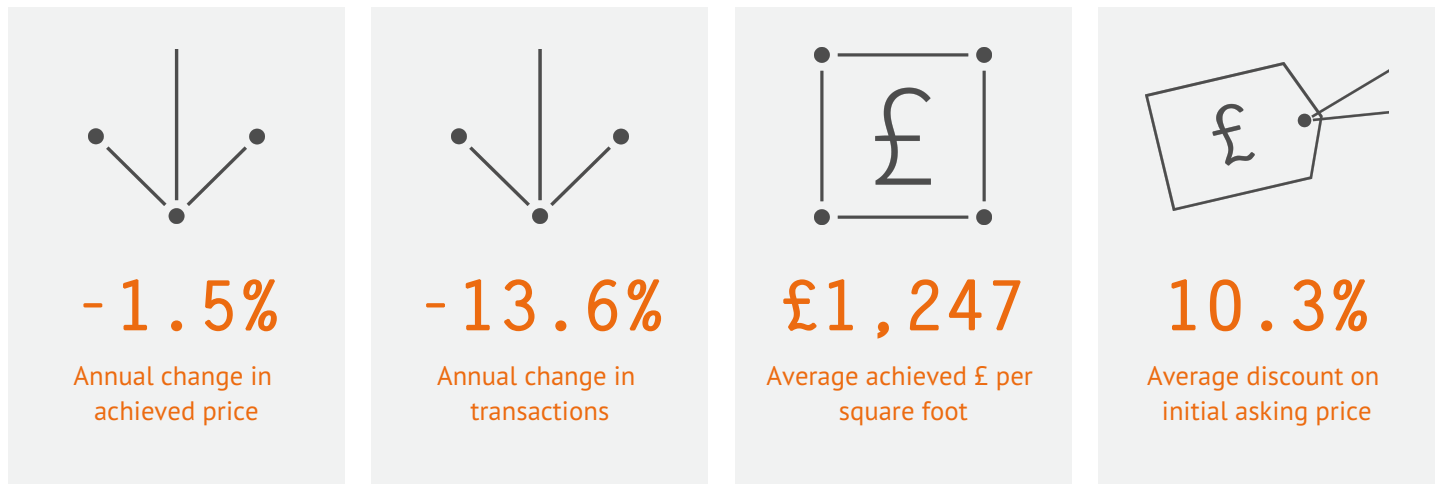 £
£
-1.5%
Annual change in
achieved price
-13.6%
Annual change in
transactions
£1,247
Average achieved £ per
square foot
10.3%
Average discount on
initial asking price